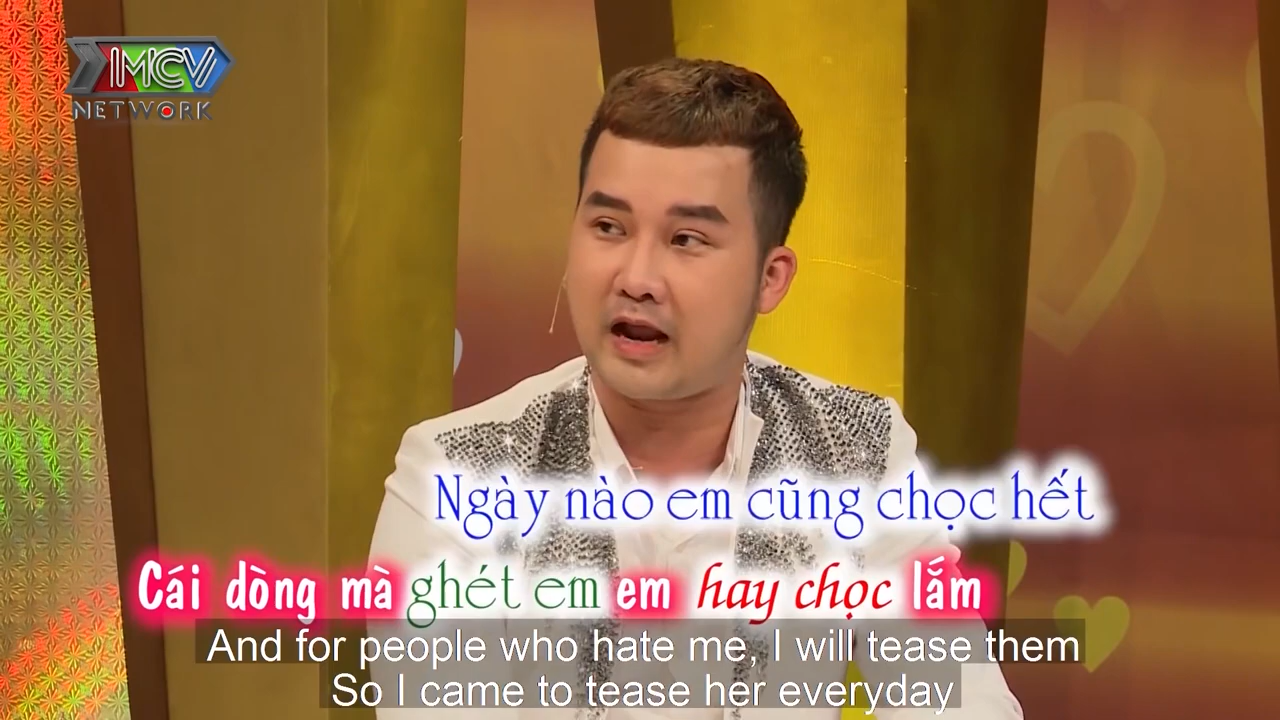 MCV
NETWORK
Ngày nào em cũng chọc hết
Cái dòng mà ghét em em hay chọc lắm
And for people who hate me, I will tease them
So I came to tease her everyday